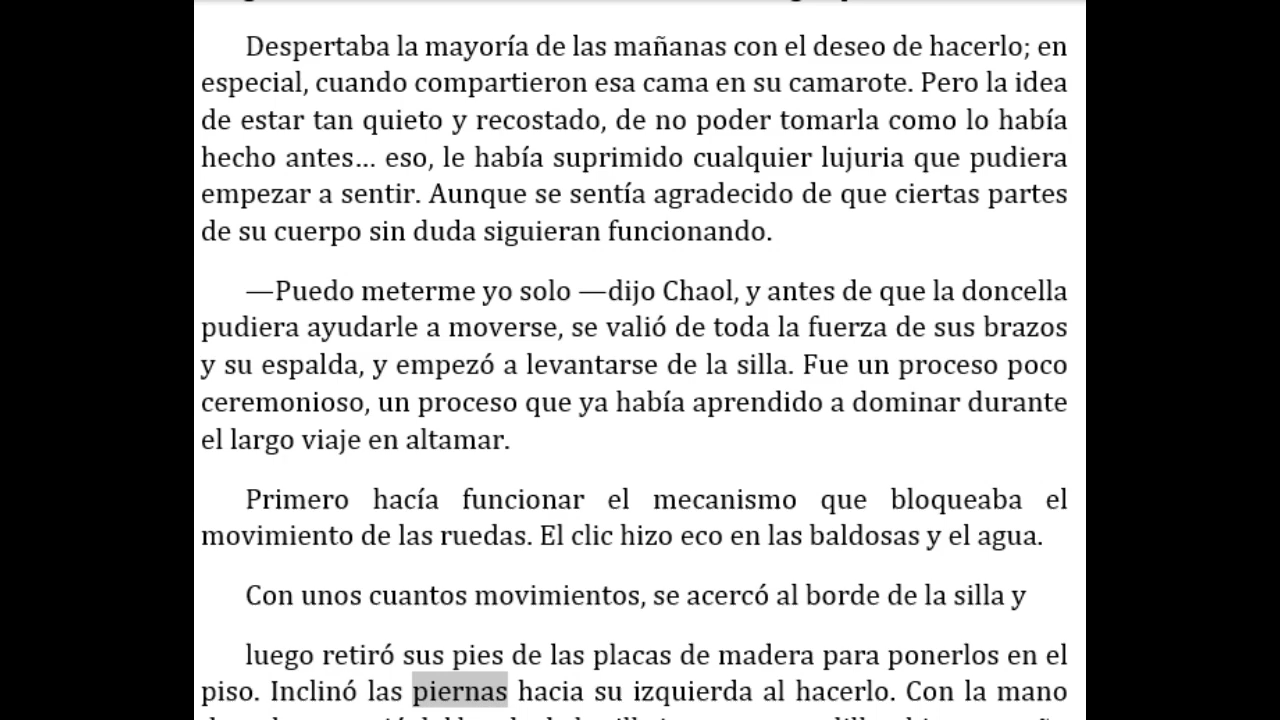 Despertaba la mayoría de las mañanas con el deseo de hacerlo; en
especial, cuando compartieron esa cama en su camarote. Pero la idea
de estar tan quieto y recostado, de no poder tomarla como lo había
hecho antes… eso, le había suprimido cualquier lujuria que pudiera
empezar a sentir. Aunque se sentía agradecido de que ciertas partes
de su cuerpo sin duda siguieran funcionando.
—Puedo meterme yo solo —dijo Chaol, y antes de que la doncella
pudiera ayudarle a moverse, se valió de toda la fuerza de sus brazos
y su espalda, y empezó a levantarse de la silla. Fue un proceso poco
ceremonioso, un proceso que ya había aprendido a dominar durante
el largo viaje en altamar.
Primero hacía funcionar el mecanismo que bloqueaba el
movimiento de las ruedas. El clic hizo eco en las baldosas y el agua.
Con unos cuantos movimientos, se acercó al borde de la silla y
luego retiró sus pies de las placas de madera para ponerlos en el
piso. Inclinó las piernas hacia su izquierda al hacerlo. Con la mano